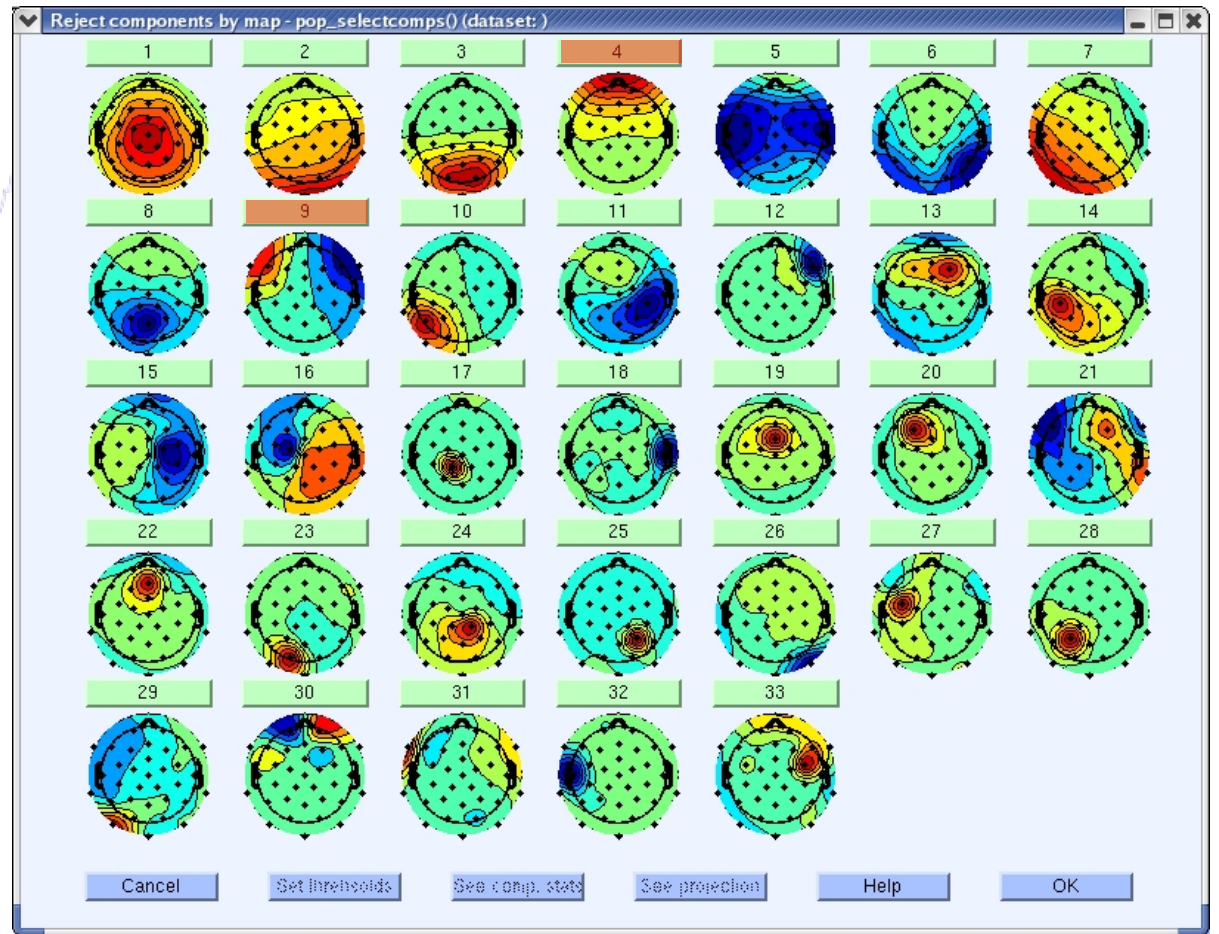 Reject components by map - pop_selectcomps() (dataset: )
1 2 3 4 5 6 7
8 9 10 11 12 13 14
15 16 17 18 19 20 21
22 23 24 25 26 27 28
29 30 31 32 33
Cancel Set threhsolds See comp. stats See projection Help OK